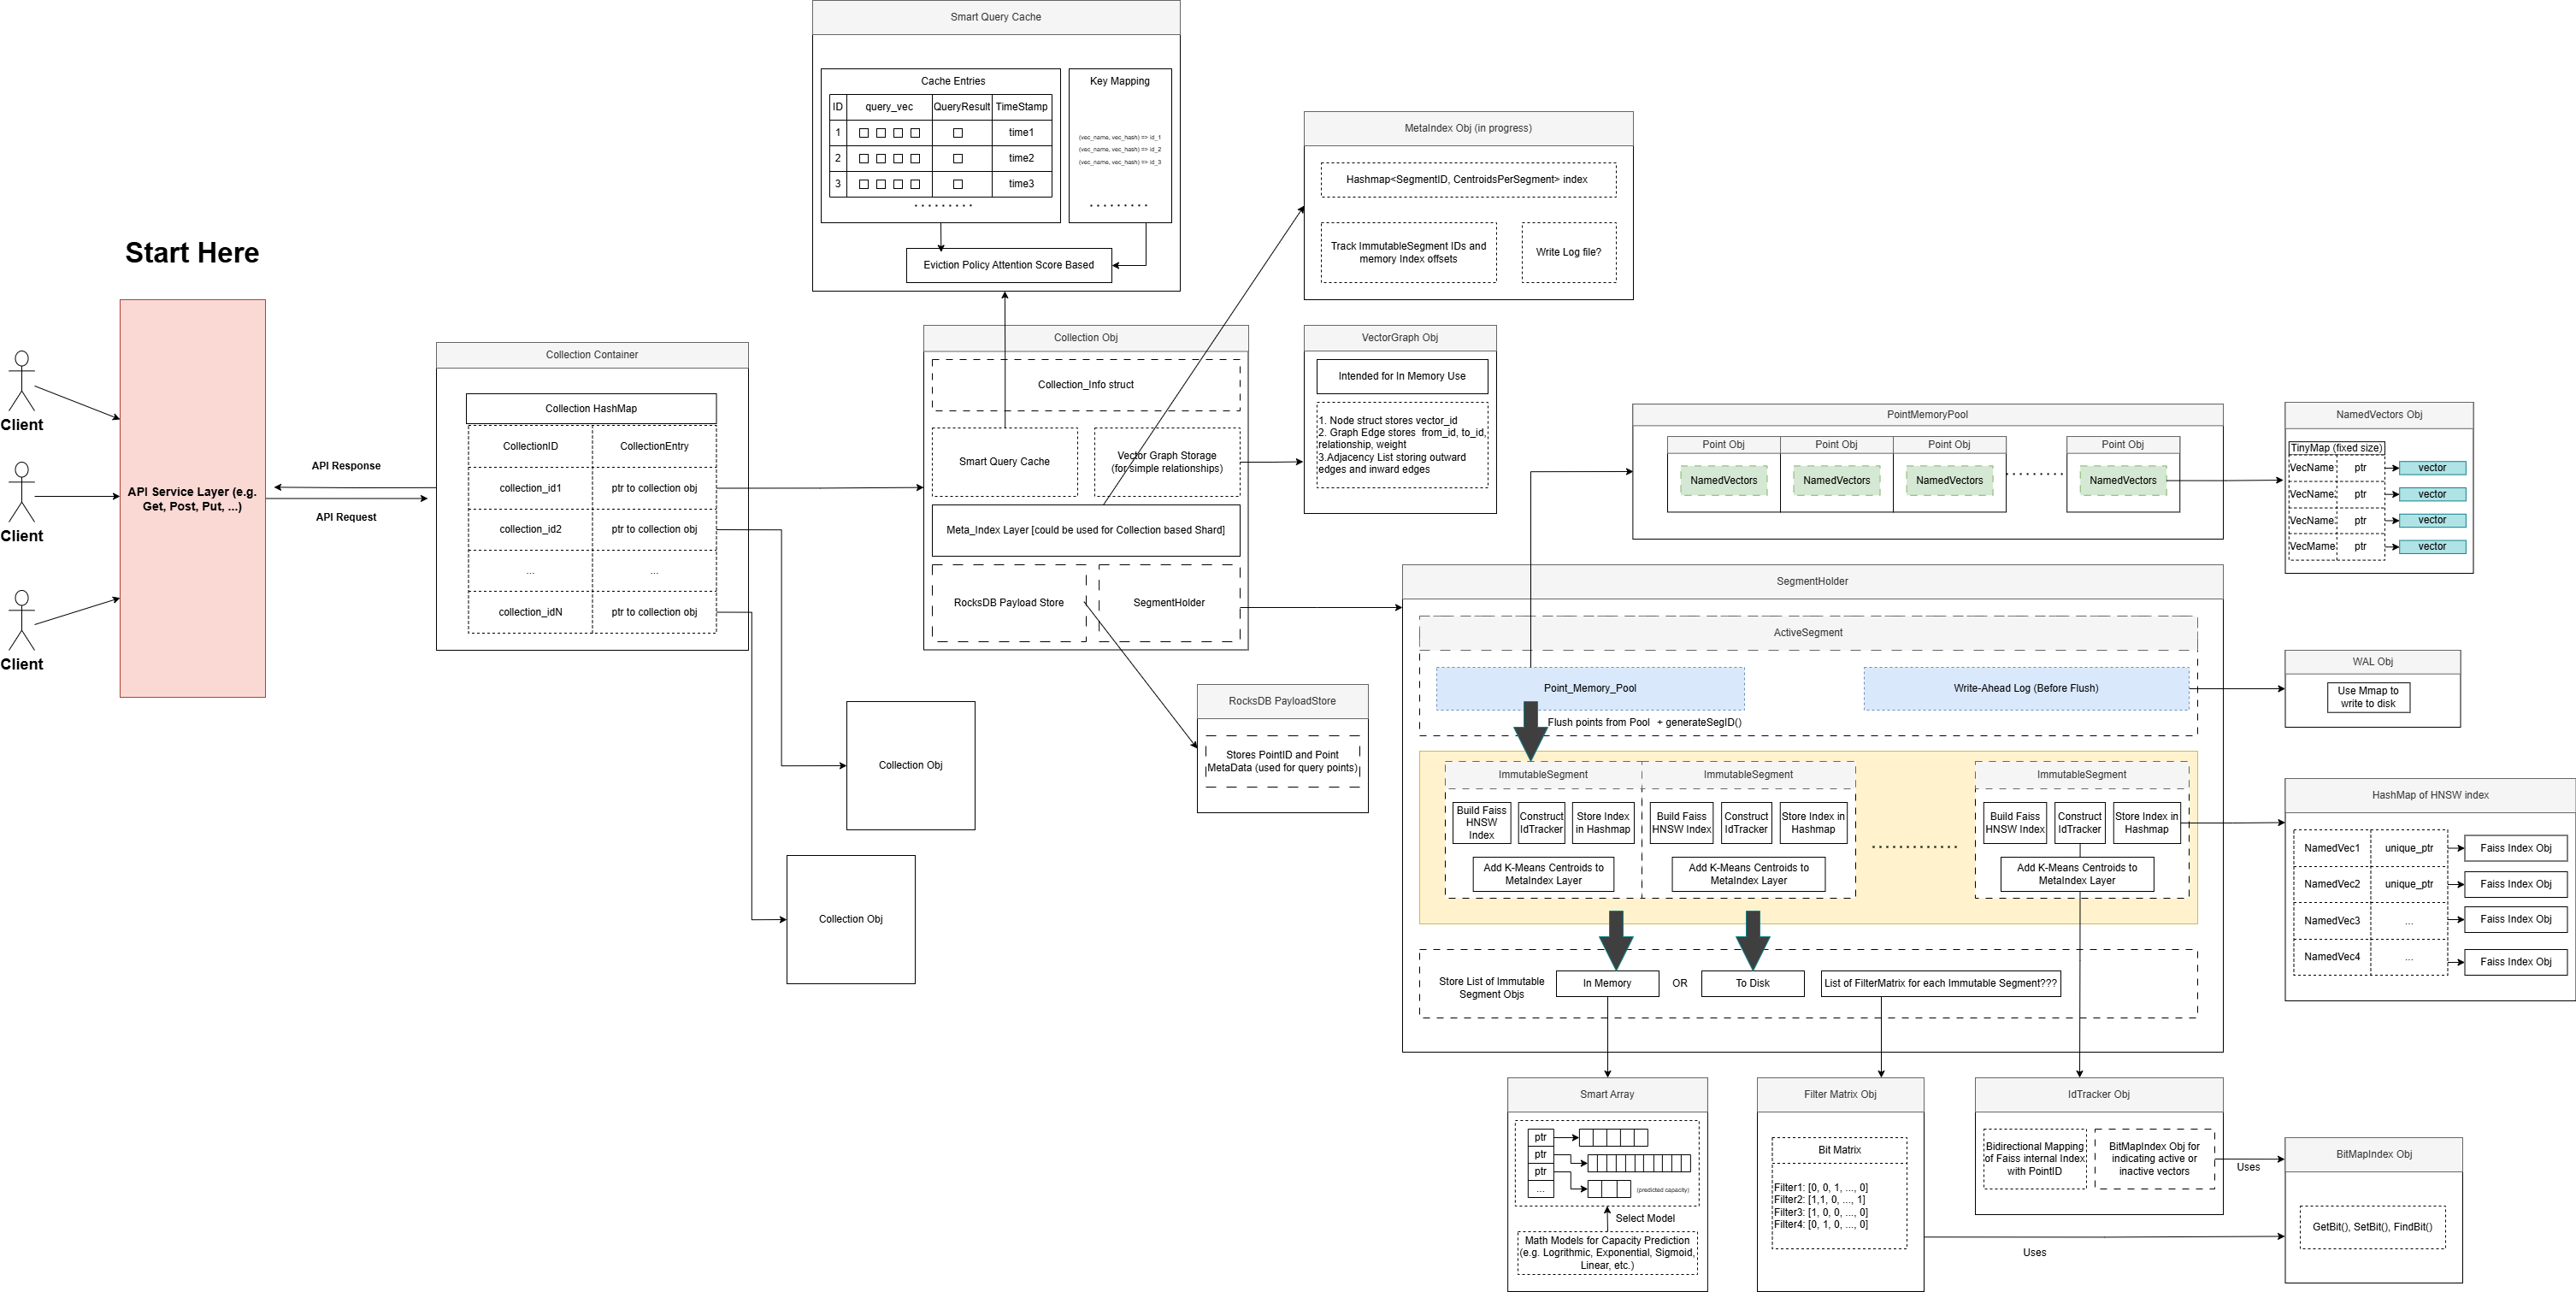 Start Here
Client
Client
Client
API Service Layer (e.g.
Get, Post, Put, ...)
API Response
API Request
Collection Container
Collection HashMap
CollectionID
CollectionEntry
collection_id1
ptr to collection obj
collection_id2
ptr to collection obj
...
...
collection_idN
ptr to collection obj
Collection Obj
Collection Obj
Smart Query Cache
Cache Entries
ID
query_vec
QueryResult
TimeStamp
1
time1
2
time2
3
time3
. . . . . . . . .
Key Mapping
(vec_name, vec_hash) => id_1
(vec_name, vec_hash) => id_2
(vec_name, vec_hash) => id_3
. . . . . . . . .
Eviction Policy Attention Score Based
Collection Obj
Collection_Info struct
Smart Query Cache
Vector Graph Storage
(for simple relationships)
Meta_Index Layer [could be used for Collection based Shard]
RocksDB Payload Store
SegmentHolder
MetaIndex Obj (in progress)
Hashmap<SegmentID, CentroidsPerSegment> index
Track ImmutableSegment IDs and
memory Index offsets
Write Log file?
VectorGraph Obj
Intended for In Memory Use
1. Node struct stores vector_id
2. Graph Edge stores from_id, to_id,
relationship, weight
3.Adjacency List storing outward
edges and inward edges
RocksDB PayloadStore
Stores PointID and Point
MetaData (used for query points)
PointMemoryPool
Point Obj
Point Obj
Point Obj
Point Obj
NamedVectors
NamedVectors
NamedVectors
NamedVectors
NamedVectors Obj
TinyMap (fixed size)
VecName
ptr
vector
VecName
ptr
vector
VecName
ptr
vector
VecMame
ptr
vector
SegmentHolder
ActiveSegment
Point_Memory_Pool
Write-Ahead Log (Before Flush)
Flush points from Pool + generateSegID()
WAL Obj
Use Mmap to
write to disk
ImmutableSegment
Build Faiss
HNSW
Index
Construct
IdTracker
Store Index
in Hashmap
Add K-Means Centroids to
MetaIndex Layer
ImmutableSegment
Build Faiss
HNSW Index
Construct
IdTracker
Store Index in
Hashmap
Add K-Means Centroids to
MetaIndex Layer
ImmutableSegment
Build Faiss
HNSW Index
Construct
IdTracker
Store Index in
Hashmap
Add K-Means Centroids to
MetaIndex Layer
Store List of Immutable
Segment Objs
In Memory
OR
To Disk
List of FilterMatrix for each Immutable Segment???
HashMap of HNSW index
NamedVec1
unique_ptr
Faiss Index Obj
NamedVec2
unique_ptr
Faiss Index Obj
NamedVec3
...
Faiss Index Obj
NamedVec4
...
Faiss Index Obj
Smart Array
ptr
ptr
ptr
...
(predicted capacity)
Select Model
Math Models for Capacity Prediction
(e.g. Logrithmic, Exponential, Sigmoid,
Linear, etc.)
Filter Matrix Obj
Bit Matrix
Filter1: [0, 0, 1, ..., 0]
Filter2: [1,1, 0, ..., 1]
Filter3: [1, 0, 0, ..., 0]
Filter4: [0, 1, 0, ..., 0]
IdTracker Obj
Bidirectional Mapping
of Faiss internal Index
with PointID
BitMapIndex Obj for
indicating active or
inactive vectors
Uses
Uses
BitMapIndex Obj
GetBit(), SetBit(), FindBit()